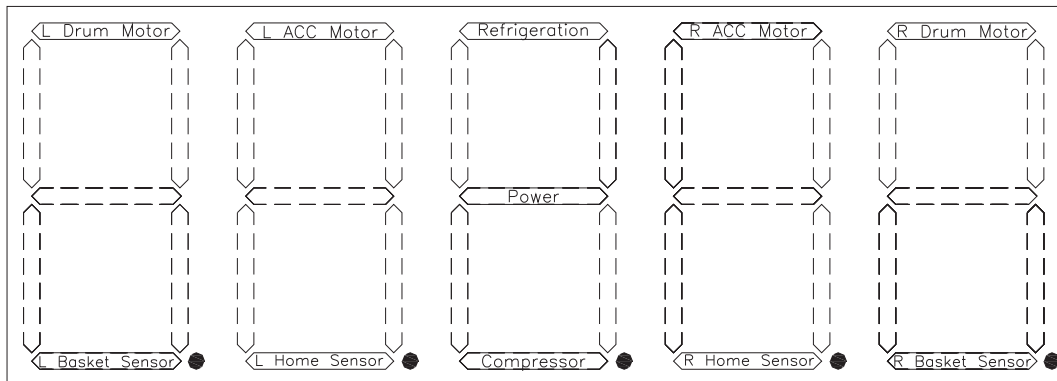 L Drum Motor L ACC Motor Refrigeration R ACC Motor R Drum Motor
Power
L Basket Sensor L Home Sensor Compressor R Home Sensor R Basket Sensor